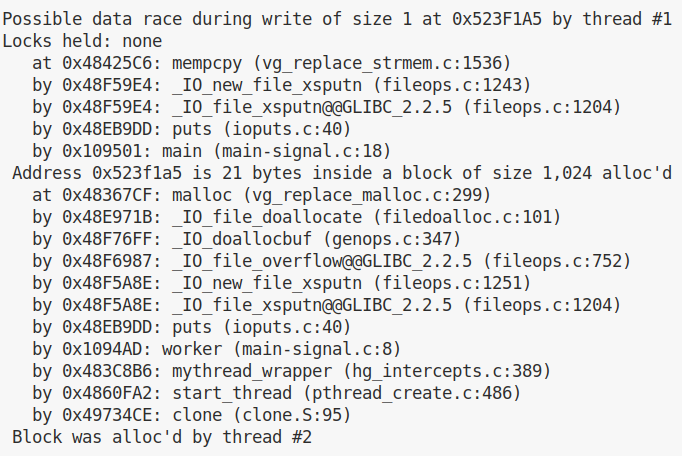 Possible data race during write of size 1 at 0x523F1A5 by thread #1
Locks held: none
   at 0x48425C6: mempcpy (vg_replace_strmem.c:1536)
   by 0x48F59E4: _IO_new_file_xsputn (fileops.c:1243)
   by 0x48F59E4: _IO_file_xsputn@@GLIBC_2.2.5 (fileops.c:1204)
   by 0x48EB9DD: puts (ioputs.c:40)
   by 0x109501: main (main-signal.c:18)
 Address 0x523f1a5 is 21 bytes inside a block of size 1,024 alloc'd
   at 0x48367CF: malloc (vg_replace_malloc.c:299)
   by 0x48E971B: _IO_file_doallocate (filedoalloc.c:101)
   by 0x48F76FF: _IO_doallocbuf (genops.c:347)
   by 0x48F6987: _IO_file_overflow@@GLIBC_2.2.5 (fileops.c:752)
   by 0x48F5A8E: _IO_new_file_xsputn (fileops.c:1251)
   by 0x48F5A8E: _IO_file_xsputn@@GLIBC_2.2.5 (fileops.c:1204)
   by 0x48EB9DD: puts (ioputs.c:40)
   by 0x1094AD: worker (main-signal.c:8)
   by 0x483C8B6: mythread_wrapper (hg_intercepts.c:389)
   by 0x4860FA2: start_thread (pthread_create.c:486)
   by 0x49734CE: clone (clone.S:95)
 Block was alloc'd by thread #2